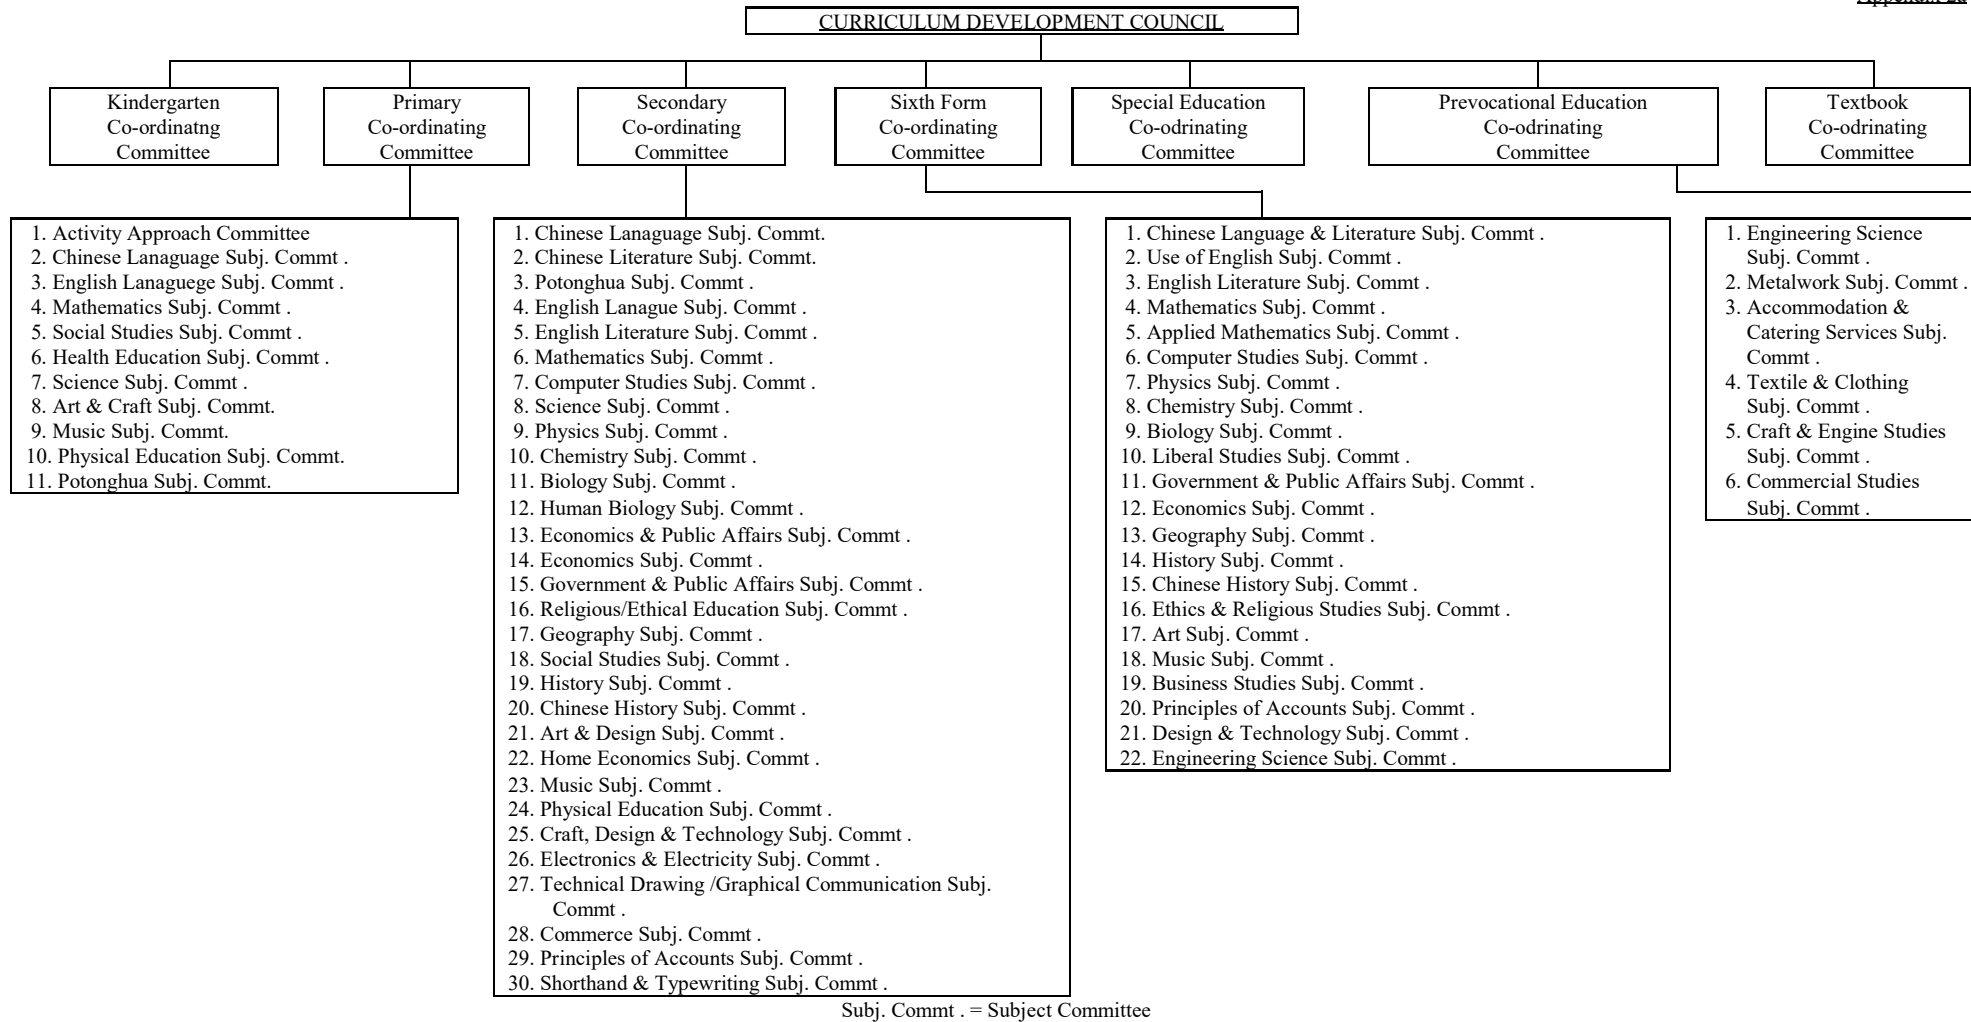 CURRICULUM DEVELOPMENT COUNCIL
Kindergarten
Co-ordinatng
Committee
Primary
Co-ordinating
Committee
Secondary
Co-ordinating
Committee
Sixth Form
Co-ordinating
Committee
Special Education
Co-odrinating
Committee
Prevocational Education
Co-odrinating
Committee
Textbook
Co-odrinating
Committee
1. Activity Approach Committee
2. Chinese Lanaguage Subj. Commt .
3. English Lanaguege Subj. Commt .
4. Mathematics Subj. Commt .
5. Social Studies Subj. Commt .
6. Health Education Subj. Commt .
7. Science Subj. Commt .
8. Art & Craft Subj. Commt.
9. Music Subj. Commt.
10. Physical Education Subj. Commt.
11. Potonghua Subj. Commt.
1. Chinese Lanaguage Subj. Commt.
2. Chinese Literature Subj. Commt.
3. Potonghua Subj. Commt .
4. English Lanague Subj. Commt .
5. English Literature Subj. Commt .
6. Mathematics Subj. Commt .
7. Computer Studies Subj. Commt .
8. Science Subj. Commt .
9. Physics Subj. Commt .
10. Chemistry Subj. Commt .
11. Biology Subj. Commt .
12. Human Biology Subj. Commt .
13. Economics & Public Affairs Subj. Commt .
14. Economics Subj. Commt .
15. Government & Public Affairs Subj. Commt .
16. Religious/Ethical Education Subj. Commt .
17. Geography Subj. Commt .
18. Social Studies Subj. Commt .
19. History Subj. Commt .
20. Chinese History Subj. Commt .
21. Art & Design Subj. Commt .
22. Home Economics Subj. Commt .
23. Music Subj. Commt .
24. Physical Education Subj. Commt .
25. Craft, Design & Technology Subj. Commt .
26. Electronics & Electricity Subj. Commt .
27. Technical Drawing /Graphical Communication Subj.
Commt .
28. Commerce Subj. Commt .
29. Principles of Accounts Subj. Commt .
30. Shorthand & Typewriting Subj. Commt .
1. Chinese Language & Literature Subj. Commt .
2. Use of English Subj. Commt .
3. English Literature Subj. Commt .
4. Mathematics Subj. Commt .
5. Applied Mathematics Subj. Commt .
6. Computer Studies Subj. Commt .
7. Physics Subj. Commt .
8. Chemistry Subj. Commt .
9. Biology Subj. Commt .
10. Liberal Studies Subj. Commt .
11. Government & Public Affairs Subj. Commt .
12. Economics Subj. Commt .
13. Geography Subj. Commt .
14. History Subj. Commt .
15. Chinese History Subj. Commt .
16. Ethics & Religious Studies Subj. Commt .
17. Art Subj. Commt .
18. Music Subj. Commt .
19. Business Studies Subj. Commt .
20. Principles of Accounts Subj. Commt .
21. Design & Technology Subj. Commt .
22. Engineering Science Subj. Commt .
1. Engineering Science
Subj. Commt .
2. Metalwork Subj. Commt .
3. Accommodation &
Catering Services Subj.
Commt .
4. Textile & Clothing
Subj. Commt .
5. Craft & Engine Studies
Subj. Commt .
6. Commercial Studies
Subj. Commt .
Subj. Commt . = Subject Committee